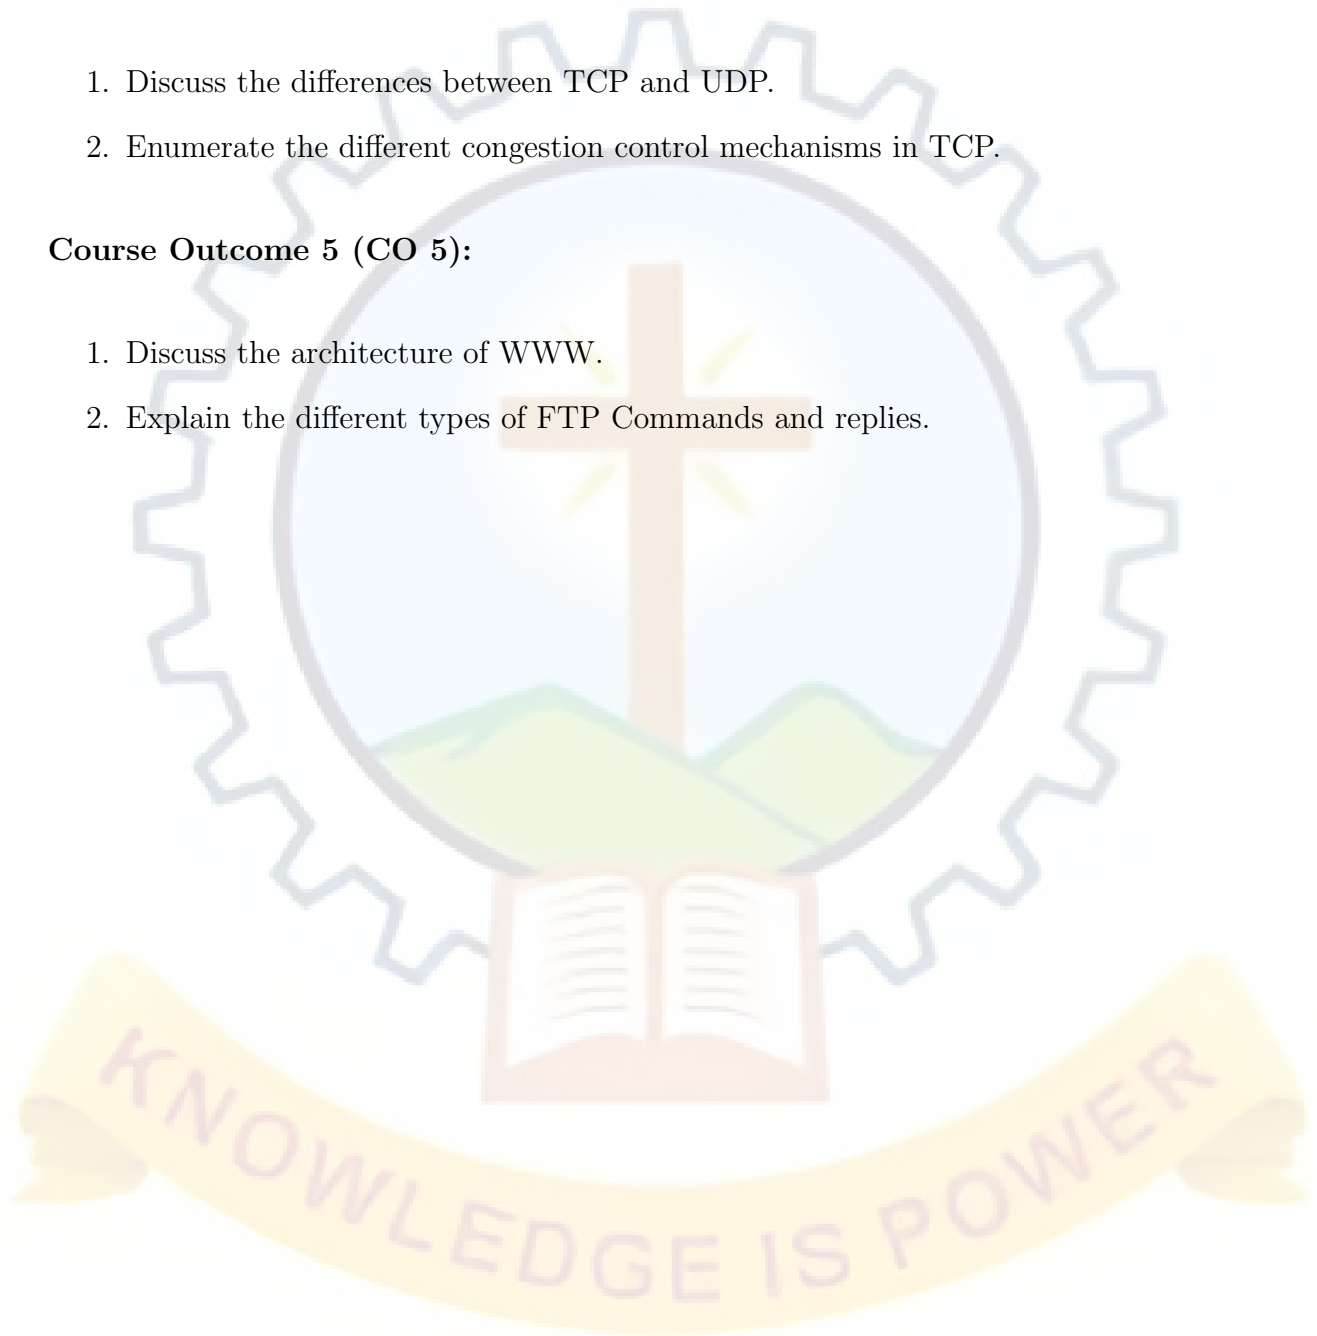 1. Discuss the differences between TCP and UDP.
2. Enumerate the different congestion control mechanisms in TCP.
Course Outcome 5 (CO 5):
1. Discuss the architecture of WWW.
2. Explain the different types of FTP Commands and replies.
KNOWLEDGE IS POWER